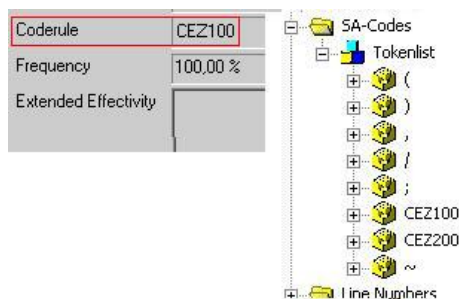 Coderule CEZ100
Frequency 100,00 %
Extended Effectivity
SA-Codes
Tokenlist
(
)
,
/
;
CEZ100
CEZ200
~
Line Numbers